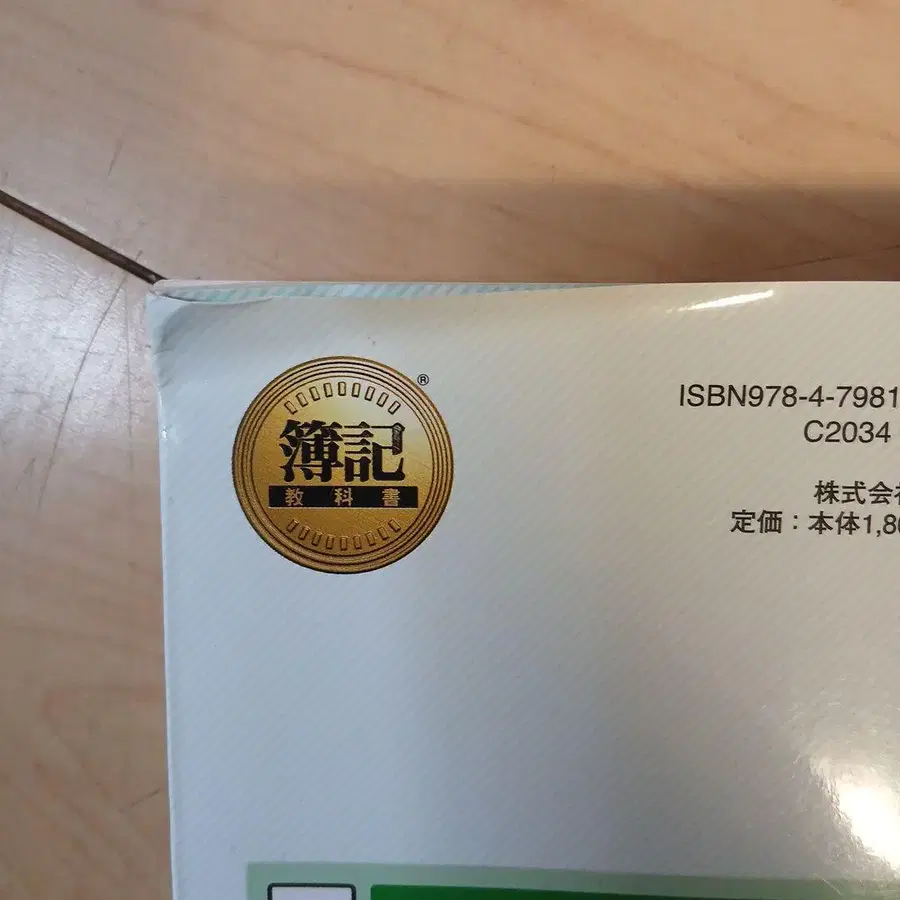 ®
簿記
教科書
ISBN978-4-7981
C2034
株式会
定価：本体1,8